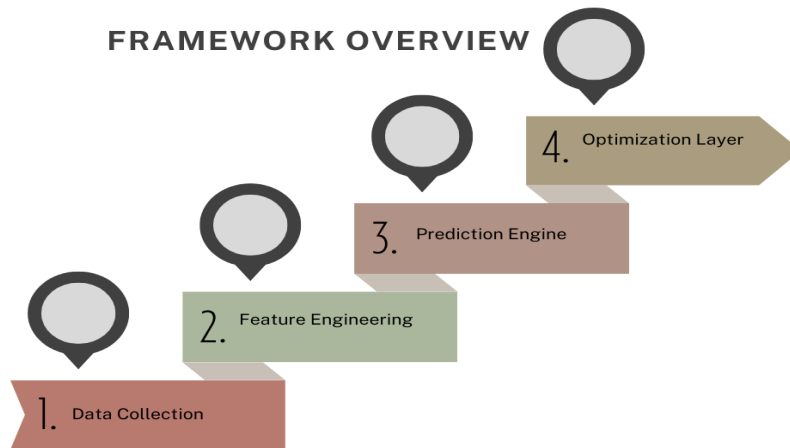 FRAMEWORK OVERVIEW
4. Optimization Layer
3. Prediction Engine
2. Feature Engineering
1. Data Collection